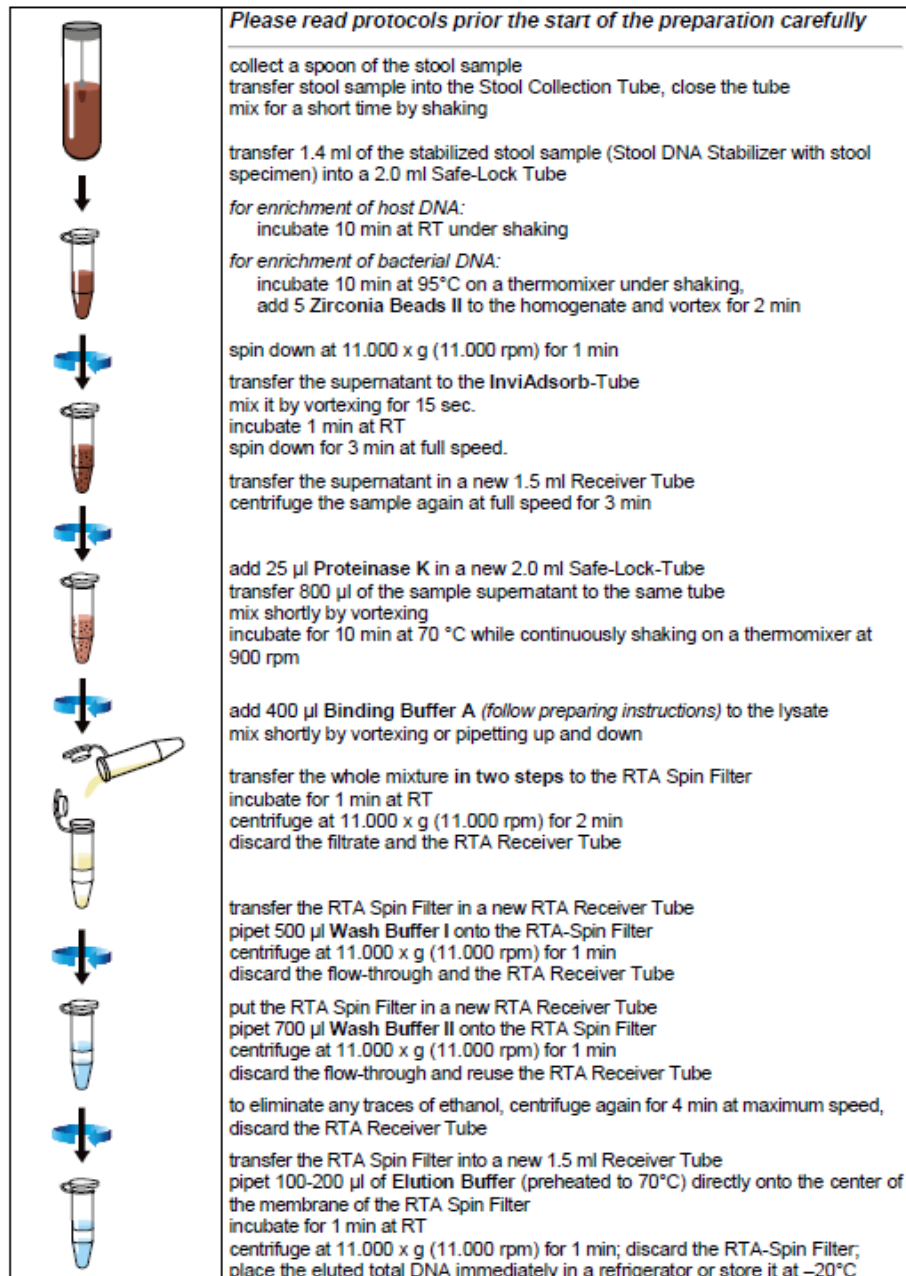 Please read protocols prior the start of the preparation carefully
collect a spoon of the stool sample
transfer stool sample into the Stool Collection Tube, close the tube
mix for a short time by shaking
transfer 1.4 ml of the stabilized stool sample (Stool DNA Stabilizer with stool
specimen) into a 2.0 ml Safe-Lock Tube
for enrichment of host DNA:
incubate 10 min at RT under shaking
for enrichment of bacterial DNA:
incubate 10 min at 95°C on a thermomixer under shaking,
add 5 Zirconia Beads II to the homogenate and vortex for 2 min
spin down at 11.000 x g (11.000 rpm) for 1 min
transfer the supernatant to the InviAdsorb-Tube
mix it by vortexing for 15 sec.
incubate 1 min at RT
spin down for 3 min at full speed.
transfer the supernatant in a new 1.5 ml Receiver Tube
centrifuge the sample again at full speed for 3 min
add 25 µl Proteinase K in a new 2.0 ml Safe-Lock-Tube
transfer 800 µl of the sample supernatant to the same tube
mix shortly by vortexing
incubate for 10 min at 70 °C while continuously shaking on a thermomixer at
900 rpm
add 400 µl Binding Buffer A (follow preparing instructions) to the lysate
mix shortly by vortexing or pipetting up and down
transfer the whole mixture in two steps to the RTA Spin Filter
incubate for 1 min at RT
centrifuge at 11.000 x g (11.000 rpm) for 2 min
discard the filtrate and the RTA Receiver Tube
transfer the RTA Spin Filter in a new RTA Receiver Tube
pipet 500 µl Wash Buffer I onto the RTA-Spin Filter
centrifuge at 11.000 x g (11.000 rpm) for 1 min
discard the flow-through and the RTA Receiver Tube
put the RTA Spin Filter in a new RTA Receiver Tube
pipet 700 µl Wash Buffer II onto the RTA Spin Filter
centrifuge at 11.000 x g (11.000 rpm) for 1 min
discard the flow-through and reuse the RTA Receiver Tube
to eliminate any traces of ethanol, centrifuge again for 4 min at maximum speed,
discard the RTA Receiver Tube
transfer the RTA Spin Filter into a new 1.5 ml Receiver Tube
pipet 100-200 µl of Elution Buffer (preheated to 70°C) directly onto the center of
the membrane of the RTA Spin Filter
incubate for 1 min at RT
centrifuge at 11.000 x g (11.000 rpm) for 1 min; discard the RTA-Spin Filter;
place the eluted total DNA immediately in a refrigerator or store it at –20°C